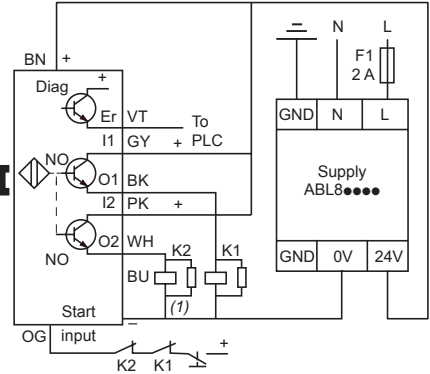 N L
BN +
F1
2 A
+
Diag
Er VT To
PLC
GND N L
I1 GY +
NO
O1 BK
Supply
ABL8●●●●
I2 PK +
O2 WH
NO
K2 K1
GND 0V 24V
BU
(1)
Start
input
–
OG
+
K2 K1